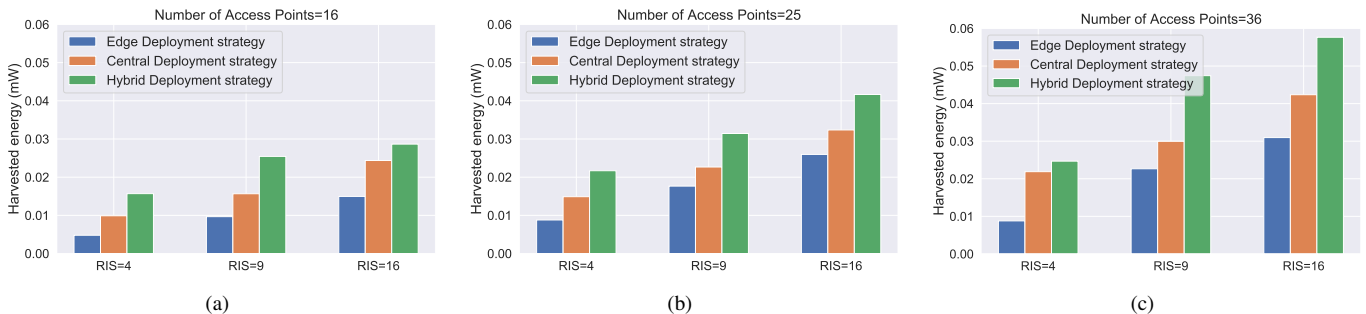 Number of Access Points=16
0.06
0.05
0.04
0.03
0.02
0.01
0.00
Harvested energy (mW)
Edge Deployment strategy
Central Deployment strategy
Hybrid Deployment strategy
RIS=4 RIS=9 RIS=16
(a)
Number of Access Points=25
0.06
0.05
0.04
0.03
0.02
0.01
0.00
Harvested energy (mW)
Edge Deployment strategy
Central Deployment strategy
Hybrid Deployment strategy
RIS=4 RIS=9 RIS=16
(b)
Number of Access Points=36
0.06
0.05
0.04
0.03
0.02
0.01
0.00
Harvested energy (mW)
Edge Deployment strategy
Central Deployment strategy
Hybrid Deployment strategy
RIS=4 RIS=9 RIS=16
(c)